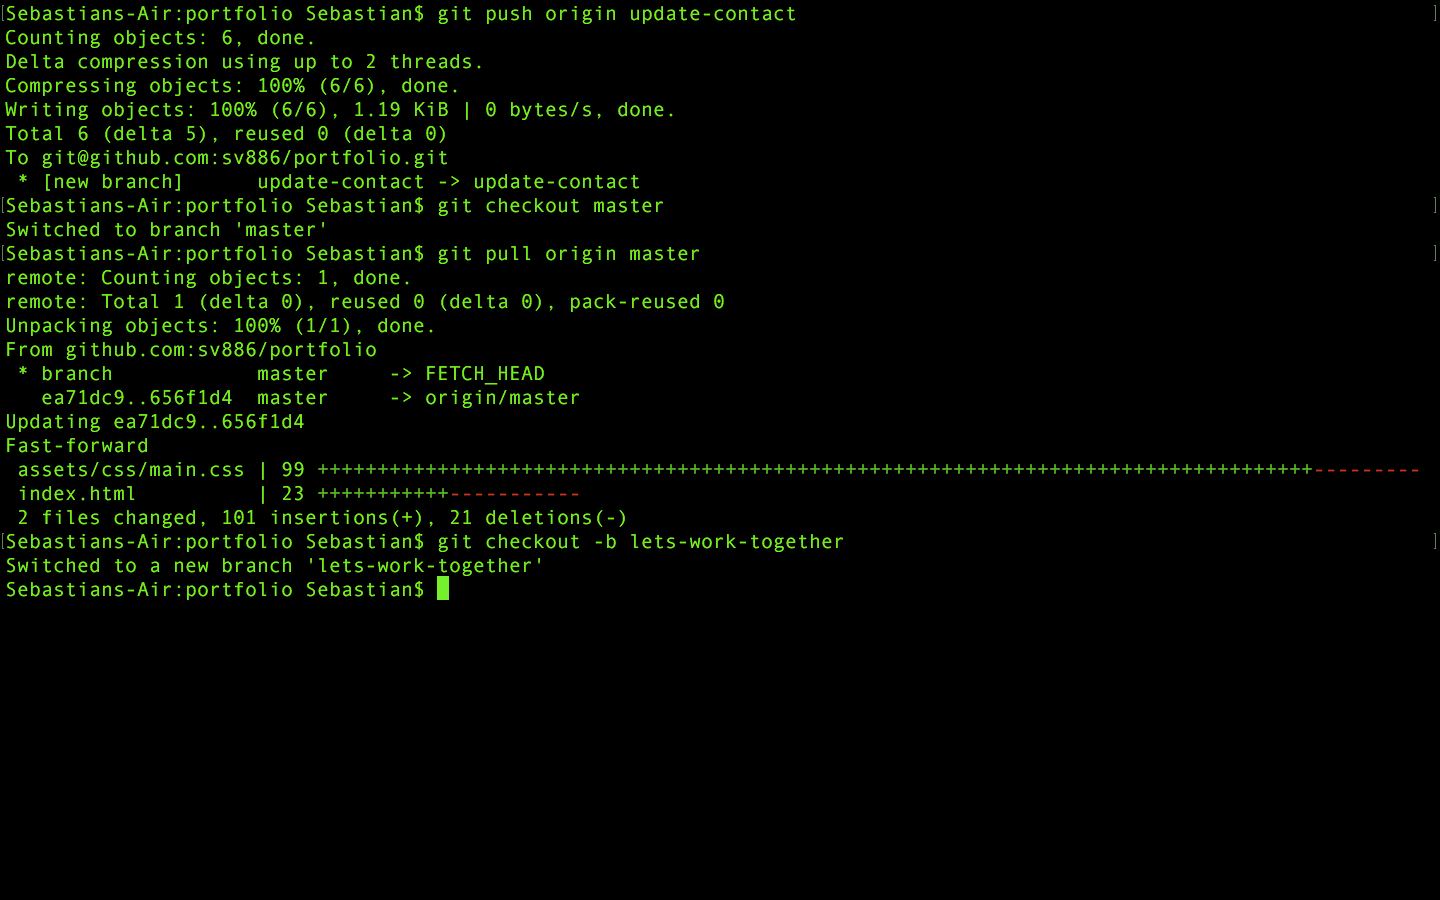 [Sebastians-Air:portfolio Sebastian$ git push origin update-contact ]
Counting objects: 6, done.
Delta compression using up to 2 threads.
Compressing objects: 100% (6/6), done.
Writing objects: 100% (6/6), 1.19 KiB | 0 bytes/s, done.
Total 6 (delta 5), reused 0 (delta 0)
To git@github.com:sv886/portfolio.git
 * [new branch]      update-contact -> update-contact
[Sebastians-Air:portfolio Sebastian$ git checkout master ]
Switched to branch 'master'
[Sebastians-Air:portfolio Sebastian$ git pull origin master ]
remote: Counting objects: 1, done.
remote: Total 1 (delta 0), reused 0 (delta 0), pack-reused 0
Unpacking objects: 100% (1/1), done.
From github.com:sv886/portfolio
 * branch            master     -> FETCH_HEAD
   ea71dc9..656f1d4  master     -> origin/master
Updating ea71dc9..656f1d4
Fast-forward
 assets/css/main.css | 99 +++++++++++++++++++++++++++++++++++++++++++++++++++++++++++++++++++++++++++++++++++---------
 index.html          | 23 +++++++++++-----------
 2 files changed, 101 insertions(+), 21 deletions(-)
[Sebastians-Air:portfolio Sebastian$ git checkout -b lets-work-together ]
Switched to a new branch 'lets-work-together'
Sebastians-Air:portfolio Sebastian$